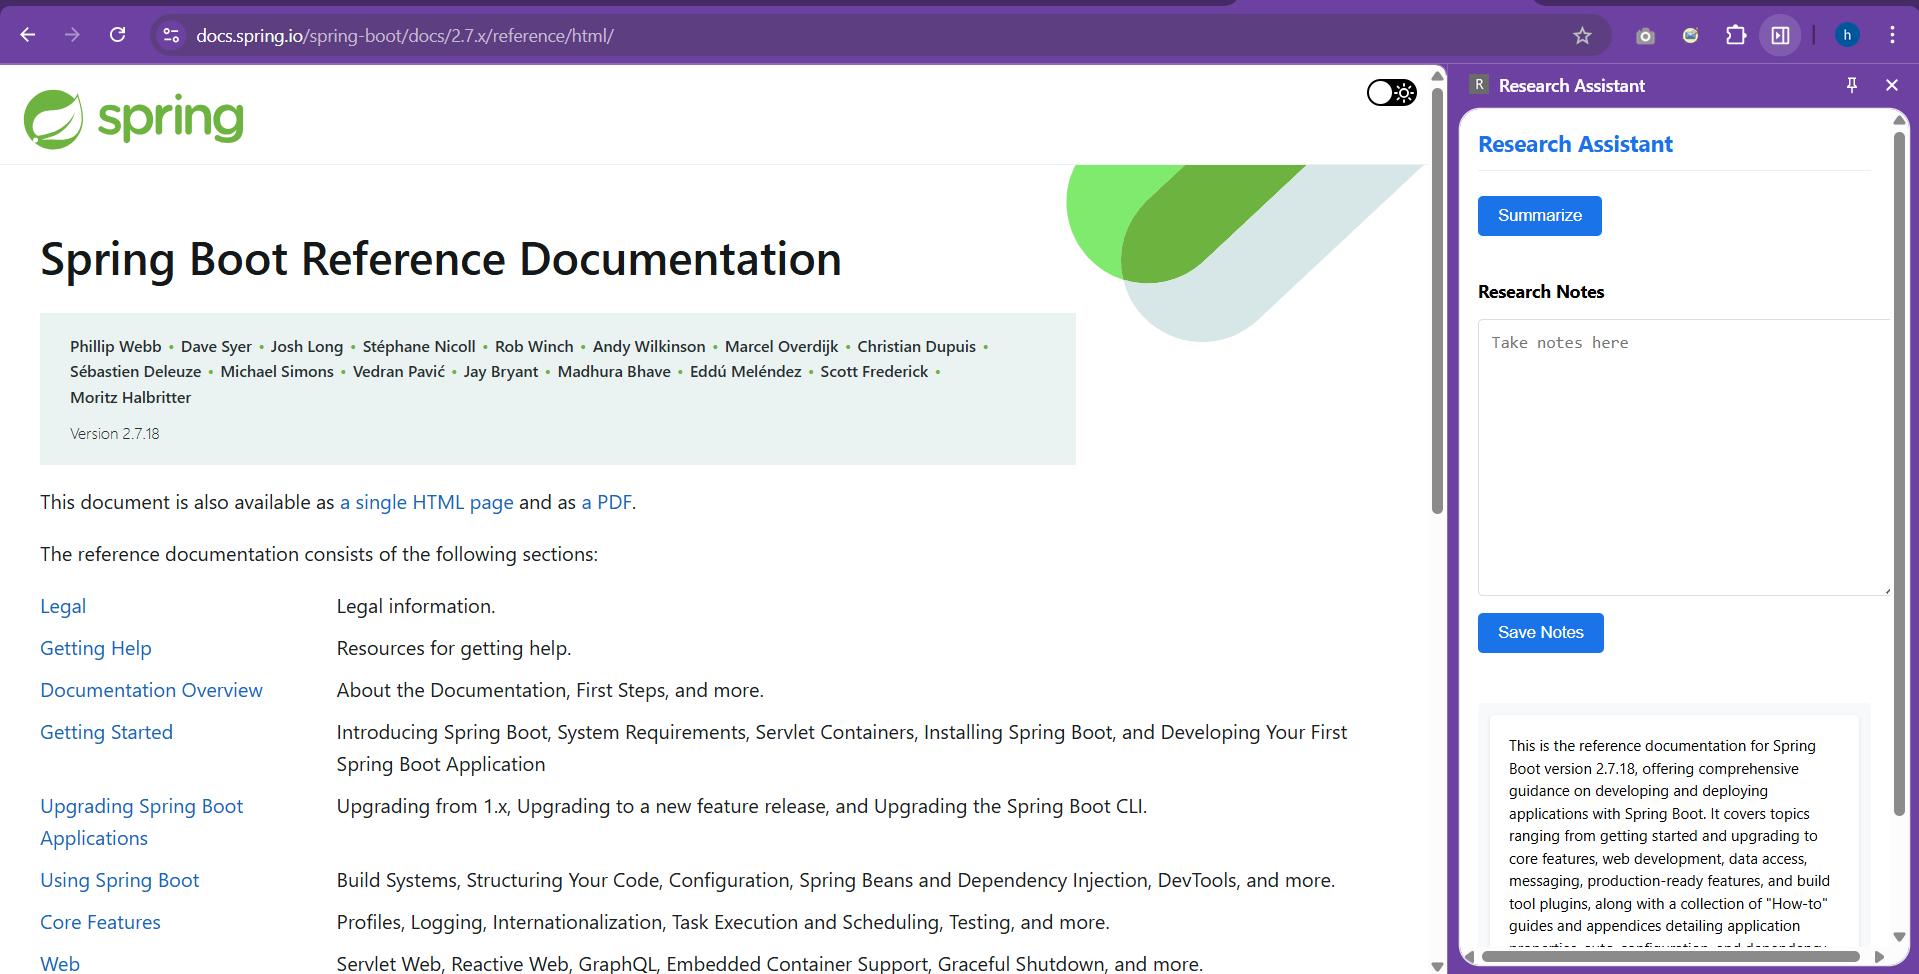 docs.spring.io/spring-boot/docs/2.7.x/reference/html/
h
spring
Spring Boot Reference Documentation
Phillip Webb • Dave Syer • Josh Long • Stéphane Nicoll • Rob Winch • Andy Wilkinson • Marcel Overdijk • Christian Dupuis •
Sébastien Deleuze • Michael Simons • Vedran Pavić • Jay Bryant • Madhura Bhave • Eddú Meléndez • Scott Frederick •
Moritz Halbritter
Version 2.7.18
This document is also available as a single HTML page and as a PDF.
The reference documentation consists of the following sections:
Legal Legal information.
Getting Help Resources for getting help.
Documentation Overview About the Documentation, First Steps, and more.
Getting Started Introducing Spring Boot, System Requirements, Servlet Containers, Installing Spring Boot, and Developing Your First
Spring Boot Application
Upgrading Spring Boot Upgrading from 1.x, Upgrading to a new feature release, and Upgrading the Spring Boot CLI.
Applications
Using Spring Boot Build Systems, Structuring Your Code, Configuration, Spring Beans and Dependency Injection, DevTools, and more.
Core Features Profiles, Logging, Internationalization, Task Execution and Scheduling, Testing, and more.
Web Servlet Web, Reactive Web, GraphQL, Embedded Container Support, Graceful Shutdown, and more.
R Research Assistant
Research Assistant
Summarize
Research Notes
Take notes here
Save Notes
This is the reference documentation for Spring
Boot version 2.7.18, offering comprehensive
guidance on developing and deploying
applications with Spring Boot. It covers topics
ranging from getting started and upgrading to
core features, web development, data access,
messaging, production-ready features, and build
tool plugins, along with a collection of "How-to"
guides and appendices detailing application